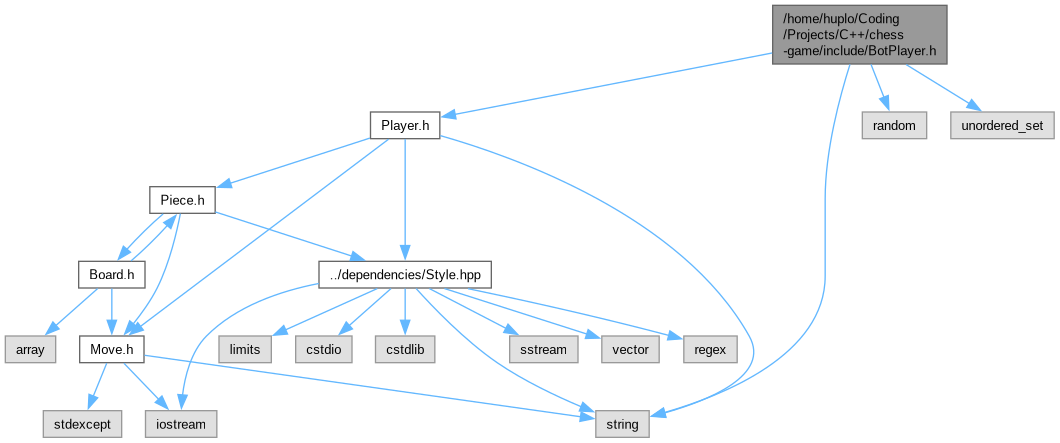 /home/huplo/Coding
/Projects/C++/chess
-game/include/BotPlayer.h
Player.h
random
unordered_set
Piece.h
Board.h
../dependencies/Style.hpp
array
Move.h
limits
cstdio
cstdlib
sstream
vector
regex
stdexcept
iostream
string